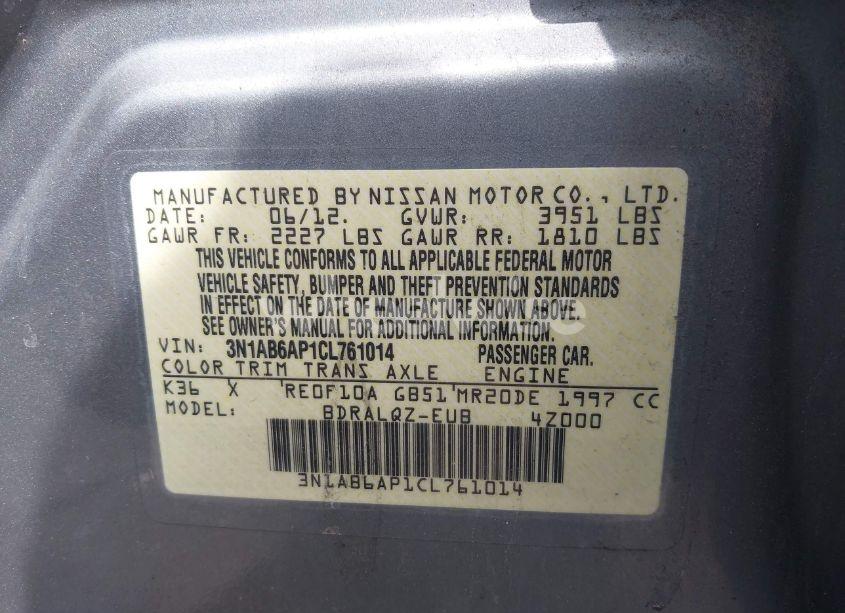 MANUFACTURED BY NISSAN MOTOR CO., LTD.
DATE: 06/12. GVWR: 3951 LBS
GAWR FR: 2227 LBS GAWR RR: 1810 LBS
THIS VEHICLE CONFORMS TO ALL APPLICABLE FEDERAL MOTOR
VEHICLE SAFETY, BUMPER AND THEFT PREVENTION STANDARDS
IN EFFECT ON THE DATE OF MANUFACTURE SHOWN ABOVE.
SEE OWNER'S MANUAL FOR ADDITIONAL INFORMATION.
VIN: 3N1AB6AP1CL761014 PASSENGER CAR.
COLOR TRIM TRANS AXLE ENGINE
K36 X RE0F10A GB51 MR20DE 1997 CC
MODEL: BDRALQZ-EUB 4Z000
3N1AB6AP1CL761014